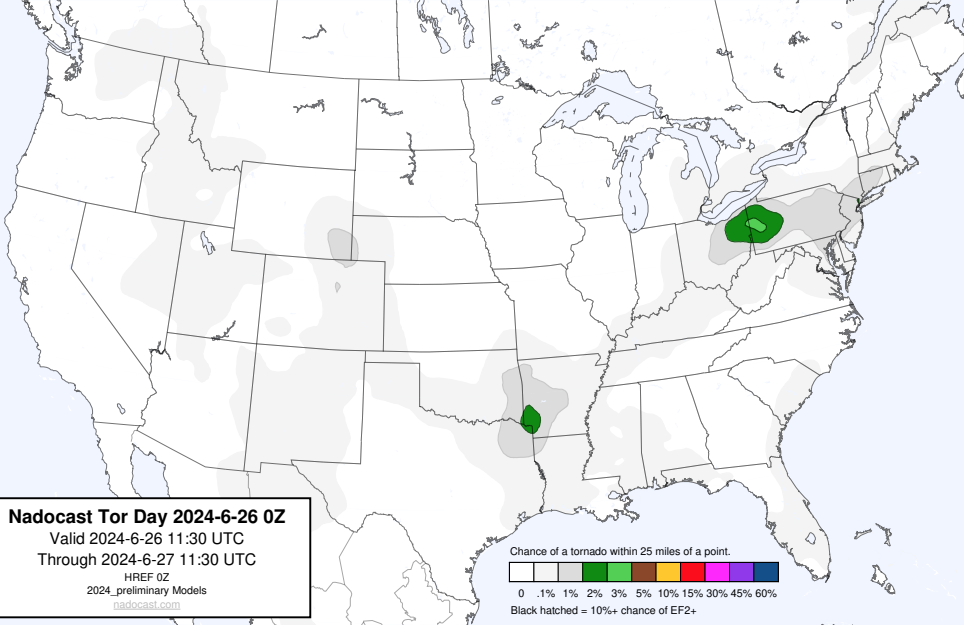 Nadocast Tor Day 2024-6-26 0Z
Valid 2024-6-26 11:30 UTC
Through 2024-6-27 11:30 UTC
HREF 0Z
2024_preliminary Models
nadocast.com
Chance of a tornado within 25 miles of a point.
0 .1% 1% 2% 3% 5% 10% 15% 30% 45% 60%
Black hatched = 10%+ chance of EF2+